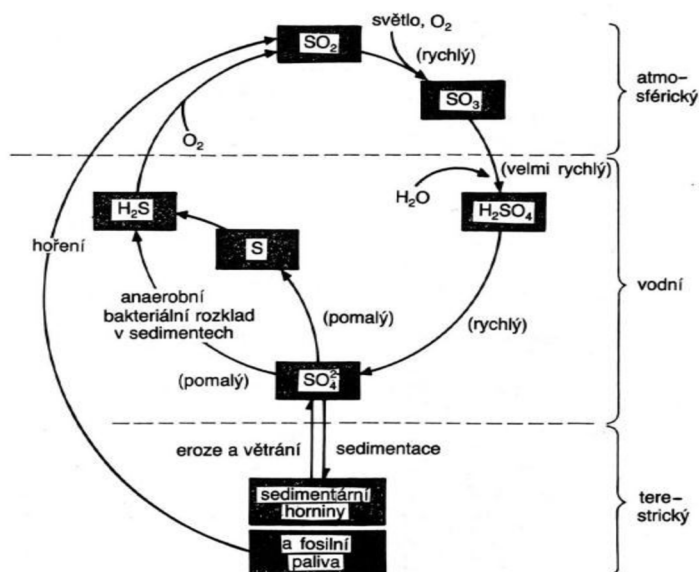 světlo, O₂
SO₂
(rychlý)
atmo-
sférický
SO₃
O₂
(velmi rychlý)
H₂O
H₂S
H₂SO₄
hoření
S
vodní
anaerobní
bakteriální rozklad
v sedimentech
(pomalý)
(rychlý)
(pomalý)
SO₄²⁻
eroze a větrání
sedimentace
sedimentární
horniny
tere-
strický
a fosilní
paliva